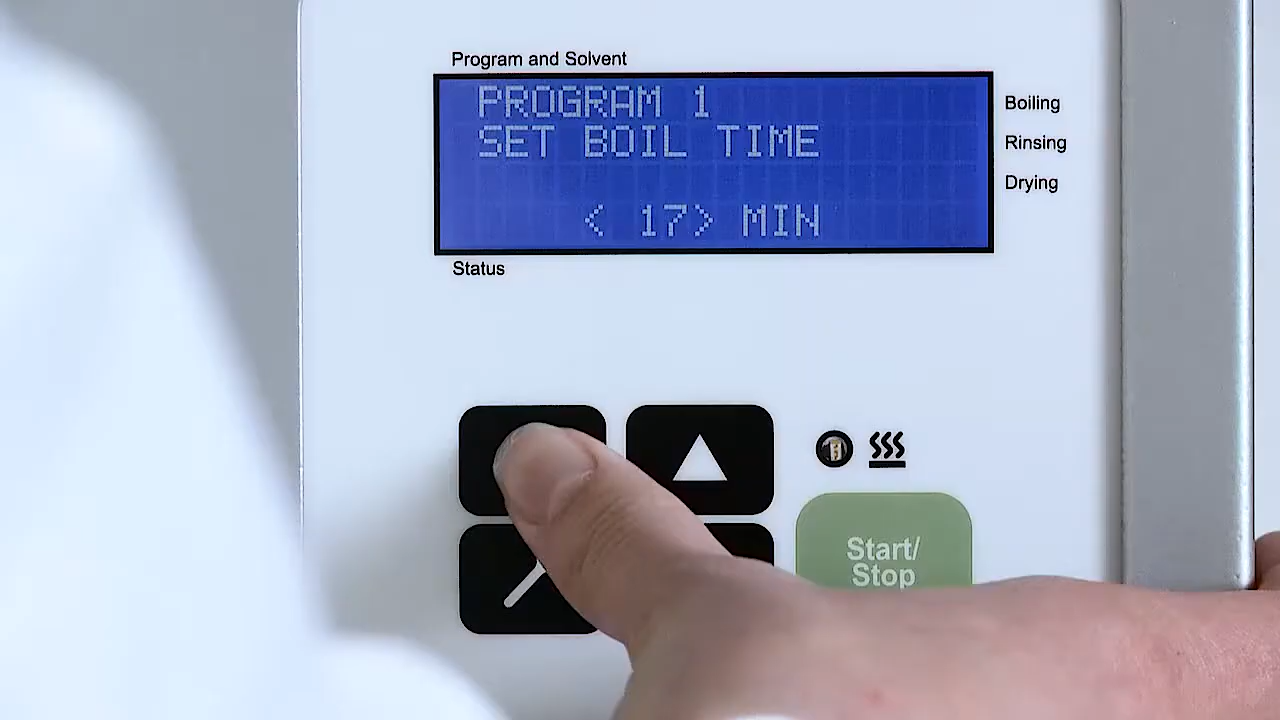 Program and Solvent
PROGRAM 1
SET BOIL TIME
< 17> MIN
Boiling
Rinsing
Drying
Status
Start/
Stop